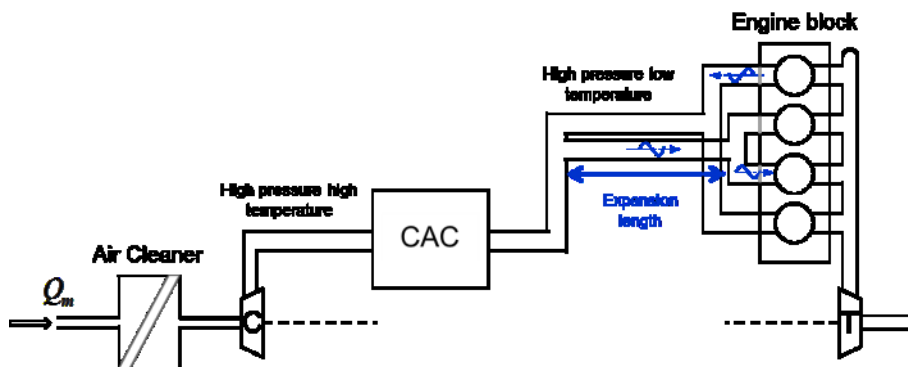 Engine block
High pressure low
temperature
High pressure high
temperature
Expansion
length
CAC
Air Cleaner
Qm
C
T